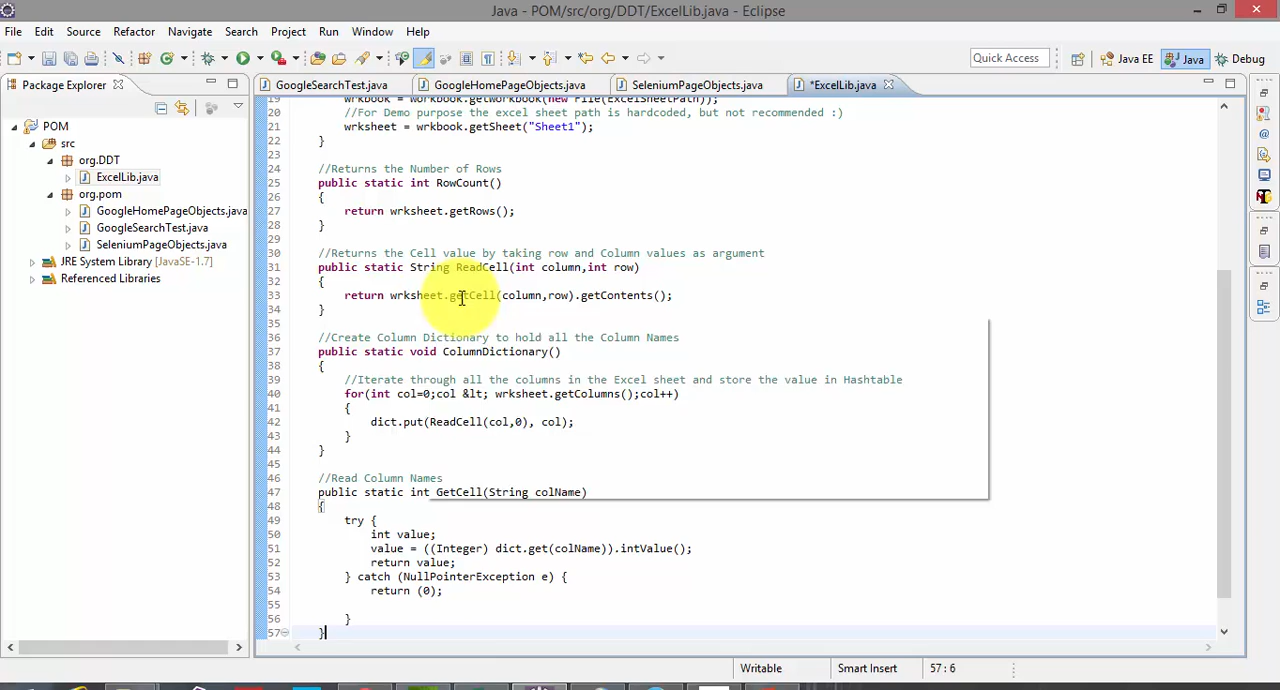 Java - POM/src/org/DDT/ExcelLib.java - Eclipse
File Edit Source Refactor Navigate Search Project Run Window Help
Quick Access
Java EE
Java
Debug
Package Explorer
GoogleSearchTest.java
GoogleHomePageObjects.java
SeleniumPageObjects.java
*ExcelLib.java
POM
src
org.DDT
ExcelLib.java
org.pom
GoogleHomePageObjects.java
GoogleSearchTest.java
SeleniumPageObjects.java
JRE System Library [JavaSE-1.7]
Referenced Libraries
19 wrkbook = Workbook.getWorkbook(new File(ExcelSheetPath));
20 //For Demo purpose the excel sheet path is hardcoded, but not recommended :)
21 wrksheet = wrkbook.getSheet("Sheet1");
22 }
23
24 //Returns the Number of Rows
25 public static int RowCount()
26 {
27 return wrksheet.getRows();
28 }
29
30 //Returns the Cell value by taking row and Column values as argument
31 public static String ReadCell(int column,int row)
32 {
33 return wrksheet.getCell(column,row).getContents();
34 }
35
36 //Create Column Dictionary to hold all the Column Names
37 public static void ColumnDictionary()
38 {
39 //Iterate through all the columns in the Excel sheet and store the value in Hashtable
40 for(int col=0;col &lt; wrksheet.getColumns();col++)
41 {
42 dict.put(ReadCell(col,0), col);
43 }
44 }
45
46 //Read Column Names
47 public static int GetCell(String colName)
48 {
49 try {
50 int value;
51 value = ((Integer) dict.get(colName)).intValue();
52 return value;
53 } catch (NullPointerException e) {
54 return (0);
55
56 }
57 }
Writable
Smart Insert
57 : 6